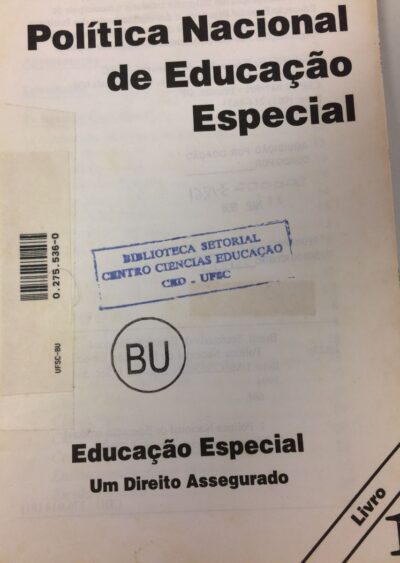 Política Nacional
de Educação
Especial
0.275.536-0
UFSC-BU
BIBLIOTECA SETORIAL
CENTRO CIENCIAS EDUCAÇÃO
CED - UFSC
BU
Educação Especial
Um Direito Assegurado
Livro